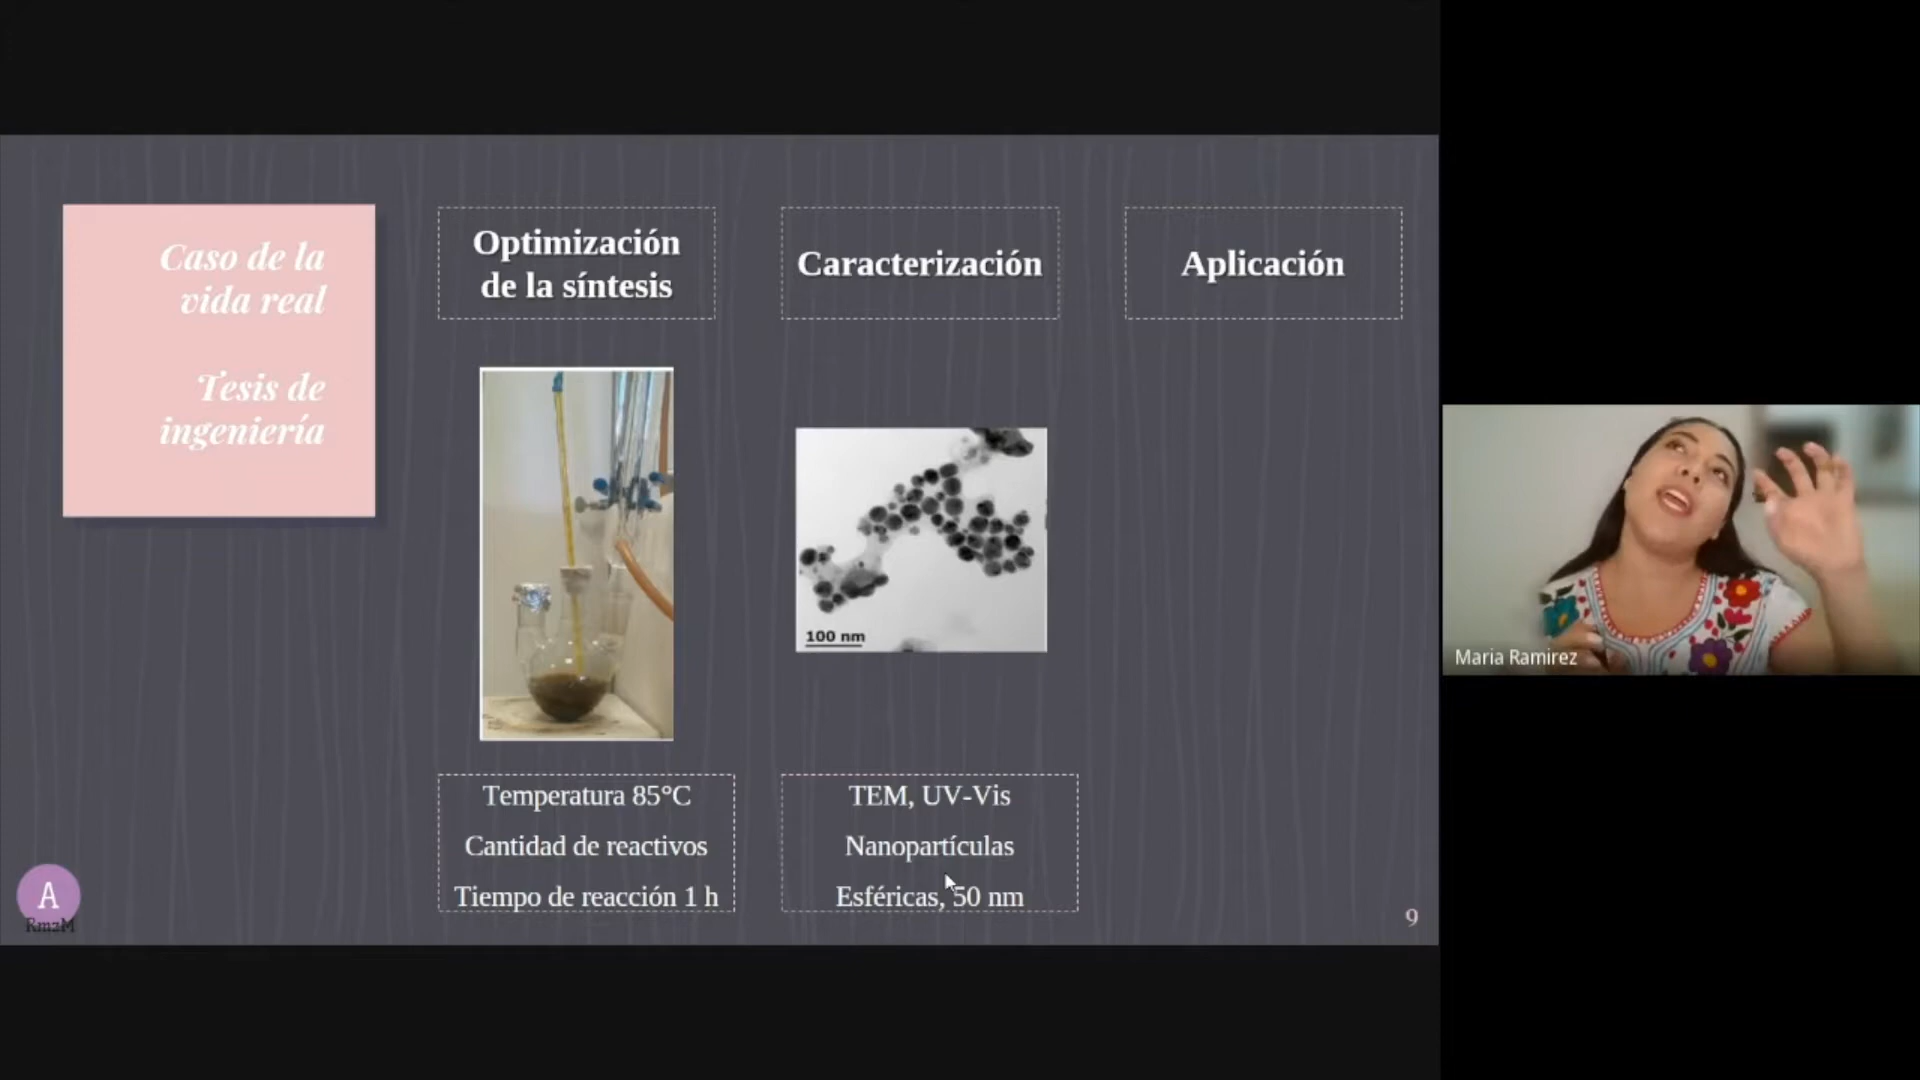 Caso de la
vida real
Tesis de
ingeniería
Optimización
de la síntesis
Caracterización
Aplicación
100 nm
Temperatura 85°C
Cantidad de reactivos
Tiempo de reacción 1 h
TEM, UV-Vis
Nanopartículas
Esféricas, 50 nm
A
RmzM
9
Maria Ramirez